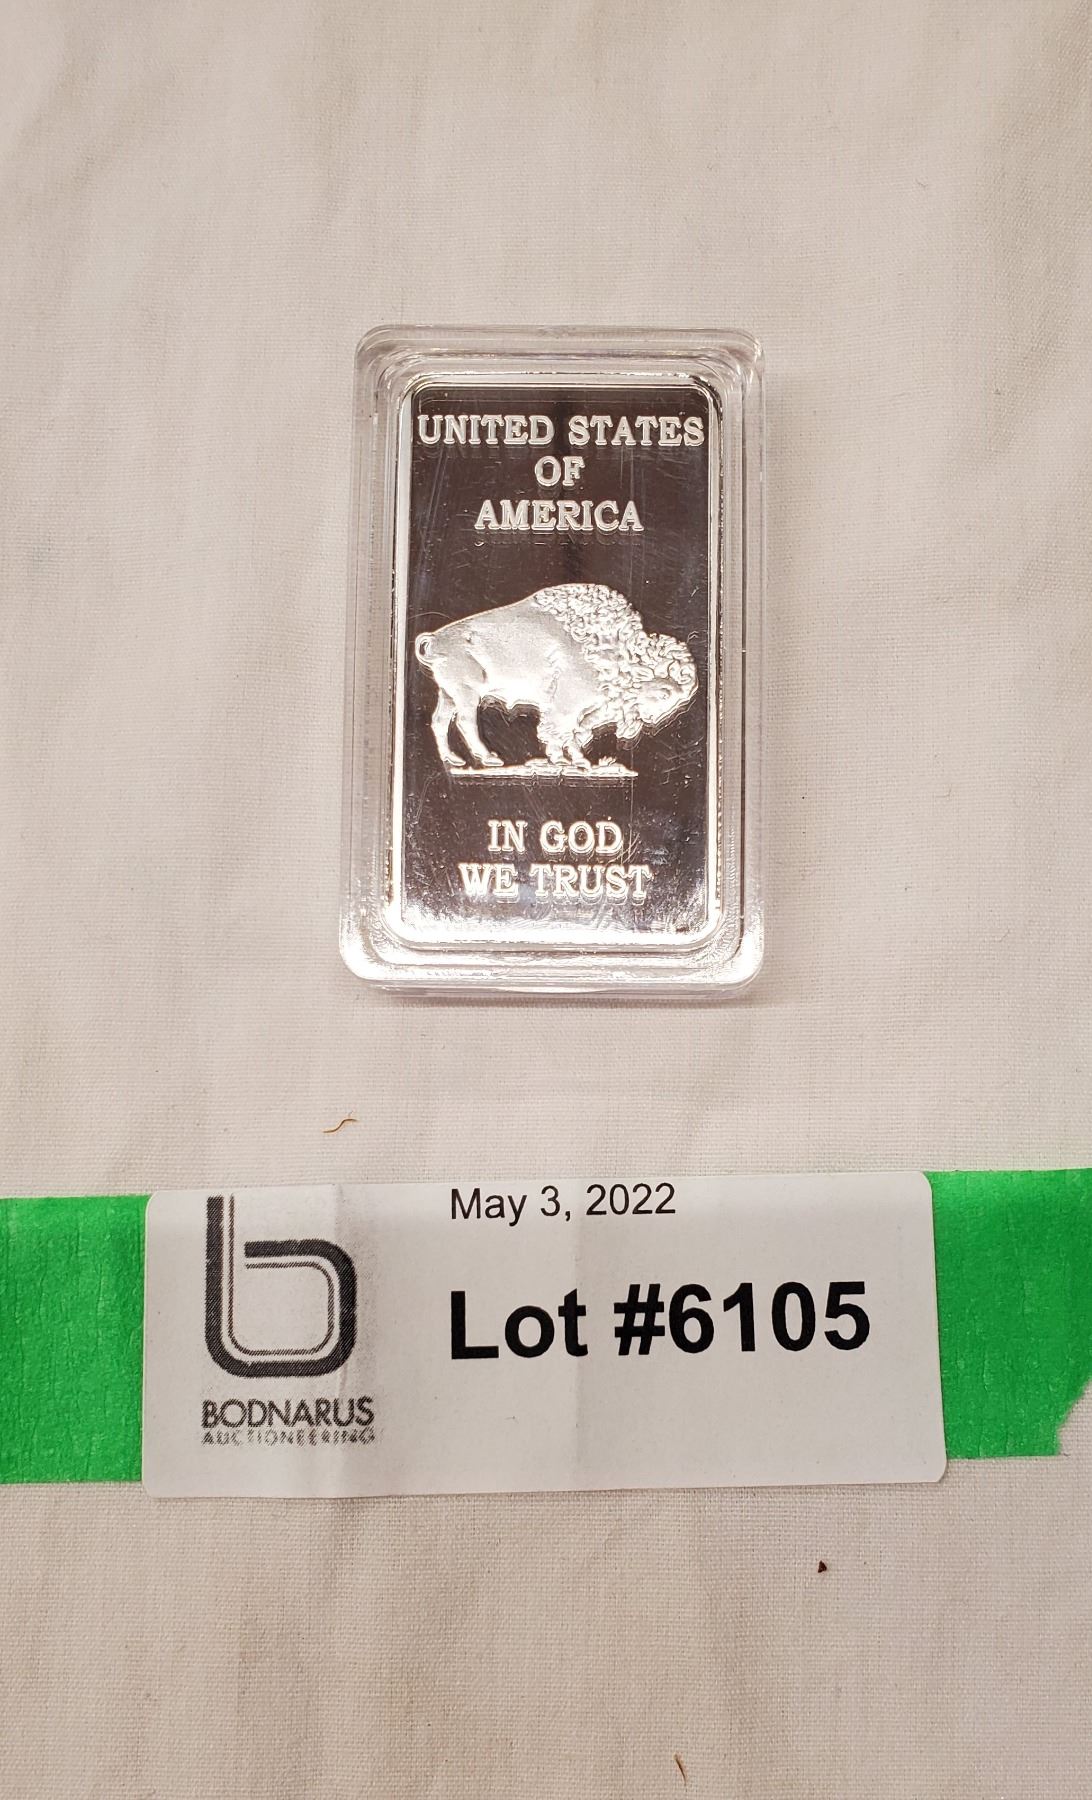 UNITED STATES
OF
AMERICA
IN GOD
WE TRUST
May 3, 2022
Lot #6105
BODNARUS
AUCTIONEERING